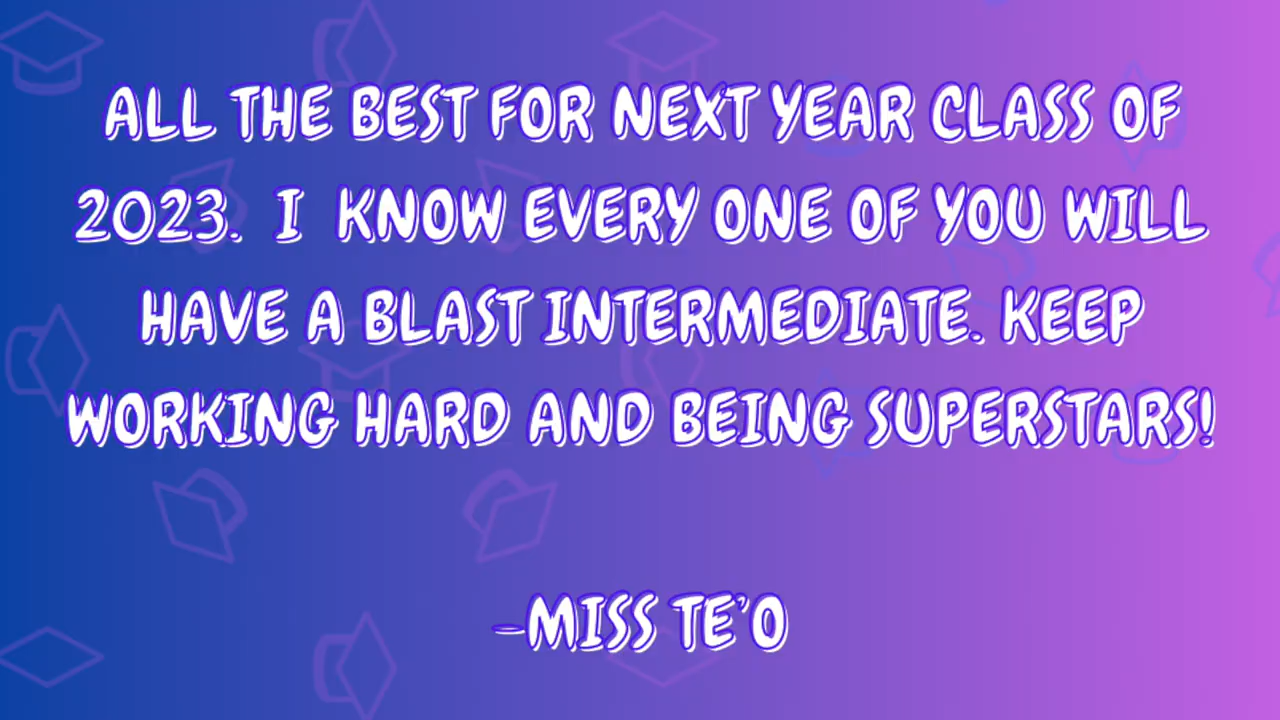 ALL THE BEST FOR NEXT YEAR CLASS OF
2023. I KNOW EVERY ONE OF YOU WILL
HAVE A BLAST INTERMEDIATE. KEEP
WORKING HARD AND BEING SUPERSTARS!
-MISS TE'O